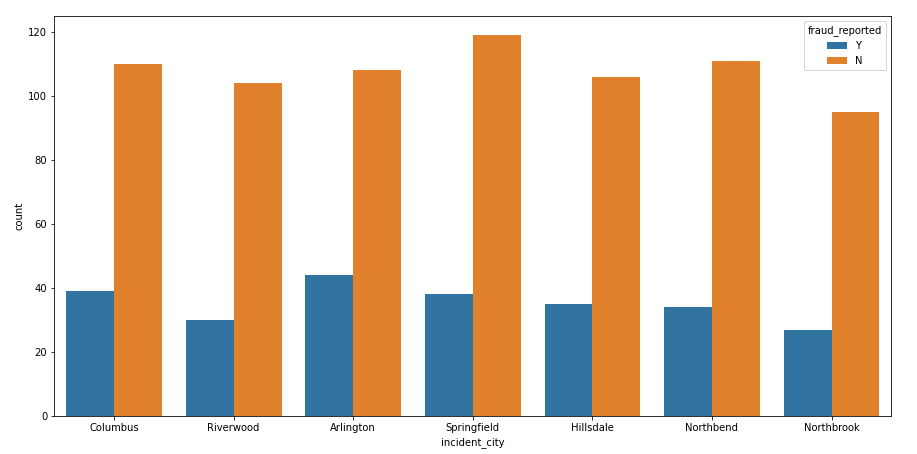 fraud_reported
Y
N
120
100
80
60
40
20
0
count
Columbus Riverwood Arlington Springfield Hillsdale Northbend Northbrook
incident_city